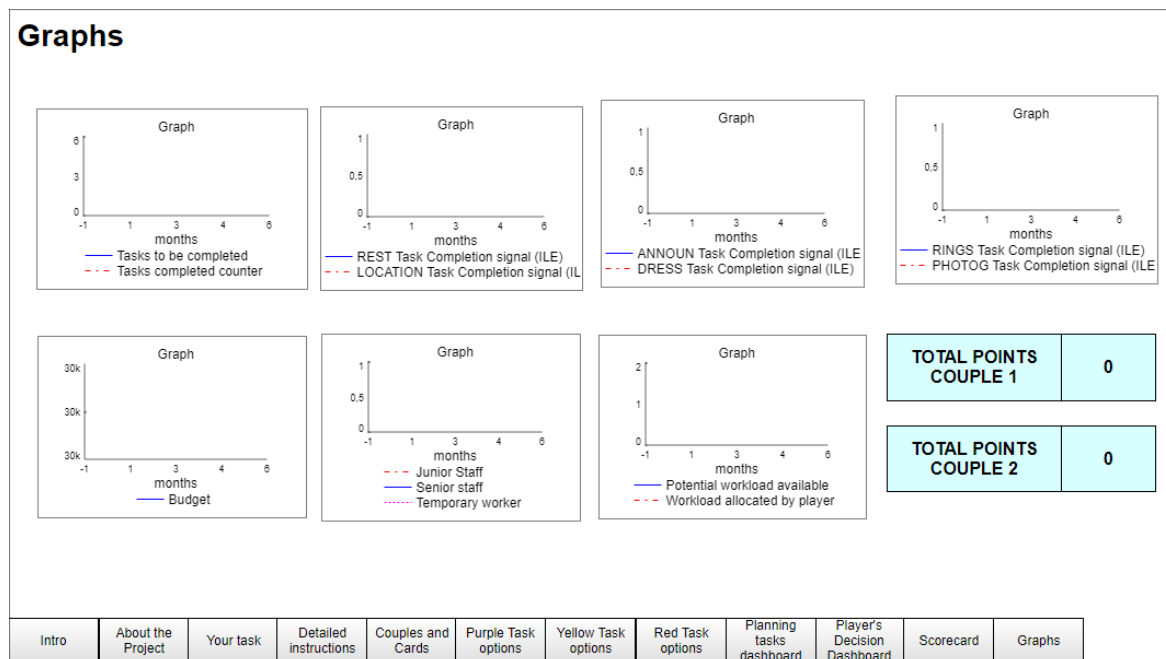 Graphs
Graph
6
3
0
-1 1 3 4 6
months
Tasks to be completed
Tasks completed counter
Graph
1
0,5
0
-1 1 3 4 6
months
REST Task Completion signal (ILE)
LOCATION Task Completion signal (IL
Graph
1
0,5
0
-1 1 3 4 6
months
ANNOUN Task Completion signal (ILE)
DRESS Task Completion signal (ILE)
Graph
1
0,5
0
-1 1 3 4 6
months
RINGS Task Completion signal (ILE)
PHOTOG Task Completion signal (ILE
Graph
30k
30k
30k
-1 1 3 4 6
months
Budget
Graph
1
0,5
0
-1 1 3 4 6
months
Junior Staff
Senior staff
Temporary worker
Graph
2
1
0
-1 1 3 4 6
months
Potential workload available
Workload allocated by player
TOTAL POINTS
COUPLE 1
0
TOTAL POINTS
COUPLE 2
0
Intro
About the
Project
Your task
Detailed
instructions
Couples and
Cards
Purple Task
options
Yellow Task
options
Red Task
options
Planning
tasks
dashboard
Player's
Decision
Dashboard
Scorecard
Graphs